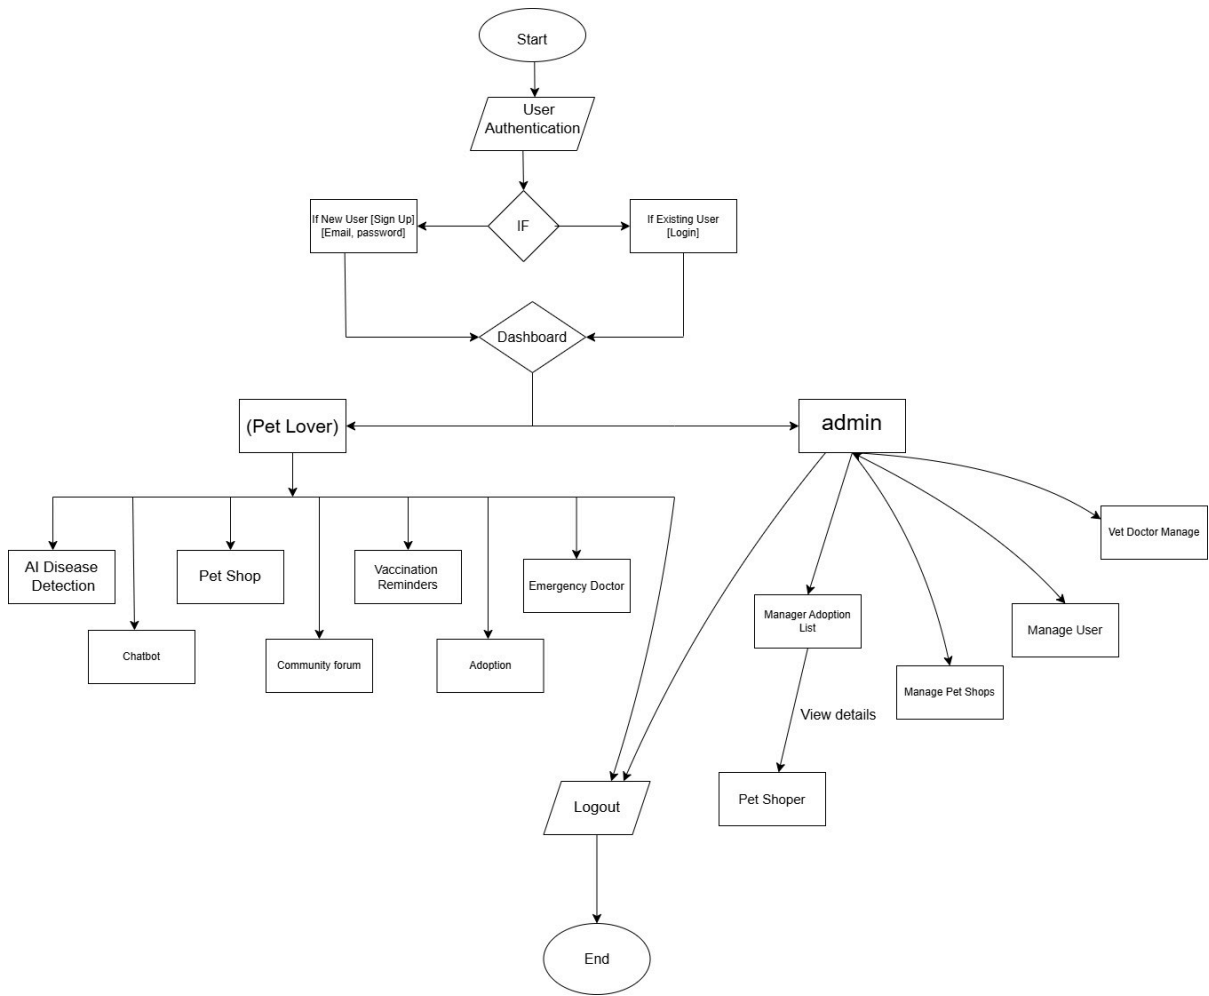 Start
User
Authentication
If New User [Sign Up]
[Email, password]
IF
If Existing User
[Login]
Dashboard
(Pet Lover)
admin
AI Disease
Detection
Pet Shop
Vaccination
Reminders
Emergency Doctor
Vet Doctor Manage
Chatbot
Community forum
Adoption
Manager Adoption
List
Manage User
Manage Pet Shops
View details
Logout
Pet Shoper
End